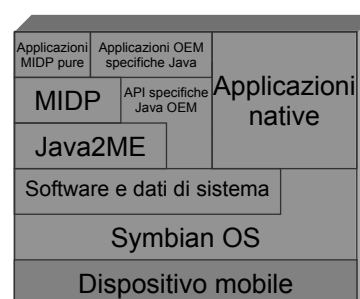 Applicazioni
MIDP pure
Applicazioni OEM
specifiche Java
Applicazioni
native
MIDP
API specifiche
Java OEM
Java2ME
Software e dati di sistema
Symbian OS
Dispositivo mobile